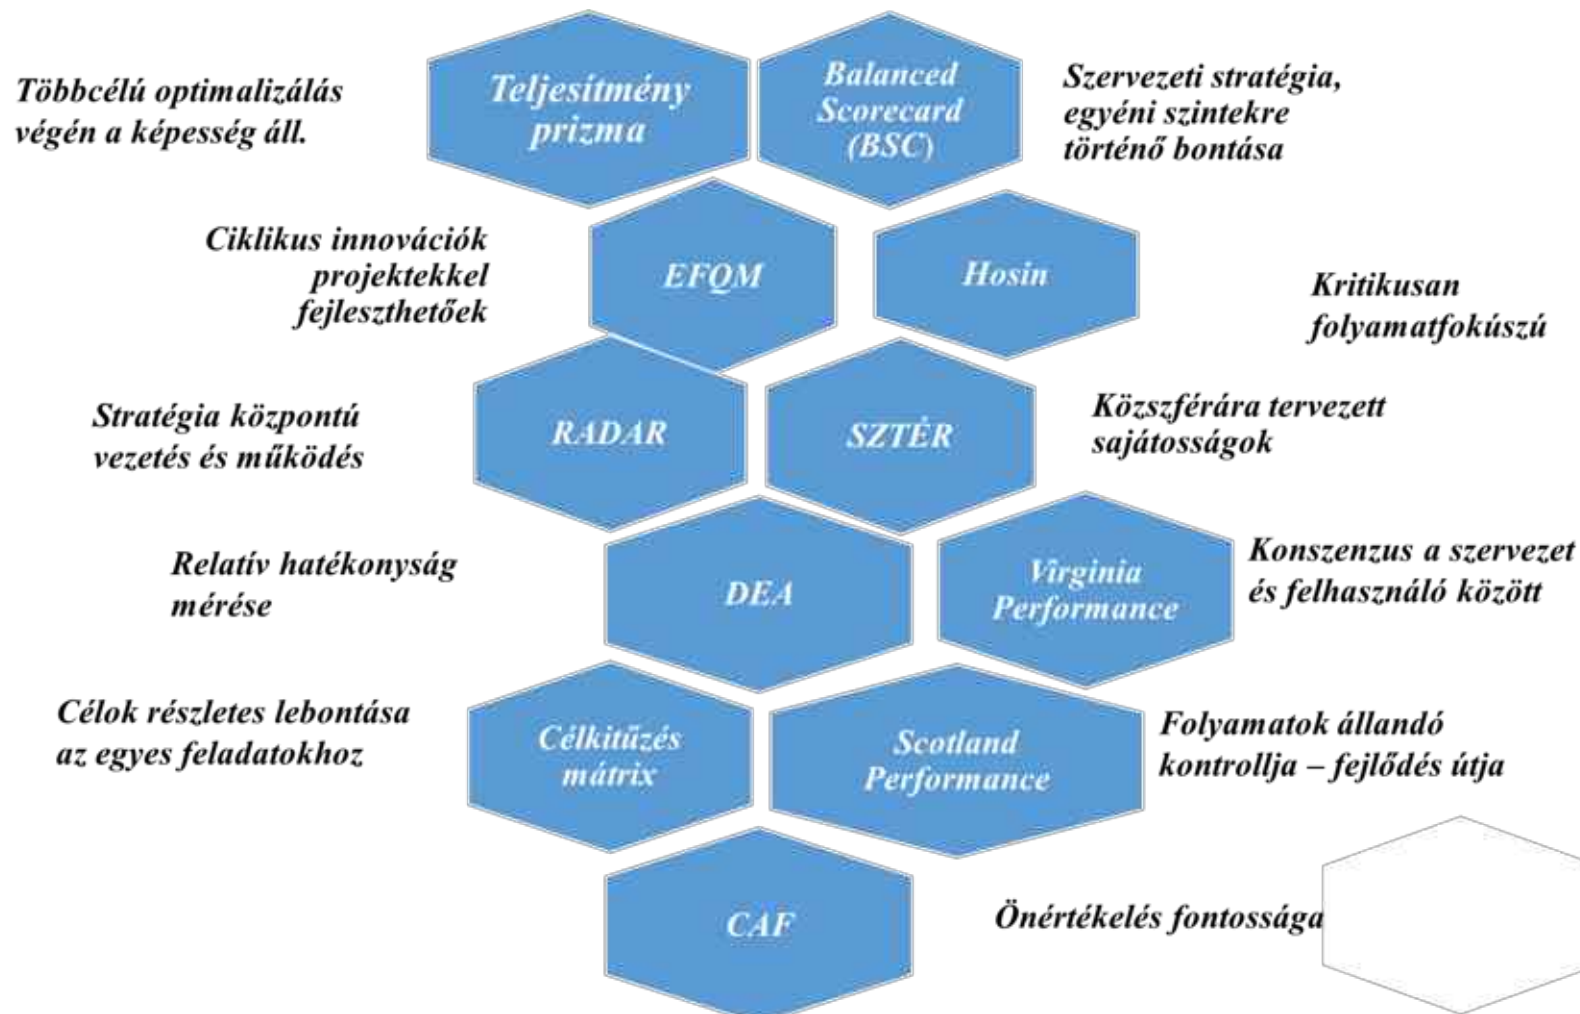 Többcélú optimalizálás
végén a képesség áll.
Teljesítmény
prizma
Balanced
Scorecard
(BSC)
Szervezeti stratégia,
egyéni szintekre
történő bontása
Ciklikus innovációk
projektekkel
fejleszthetőek
EFQM
Hosin
Kritikusan
folyamatfokúszú
Stratégia központú
vezetés és működés
RADAR
SZTÉR
Közszférára tervezett
sajátosságok
Relatív hatékonyság
mérése
DEA
Virginia
Performance
Konszenzus a szervezet
és felhasználó között
Célok részletes lebontása
az egyes feladatokhoz
Célkitűzés
mátrix
Scotland
Performance
Folyamatok állandó
kontrollja – fejlődés útja
CAF
Önértékelés fontossága